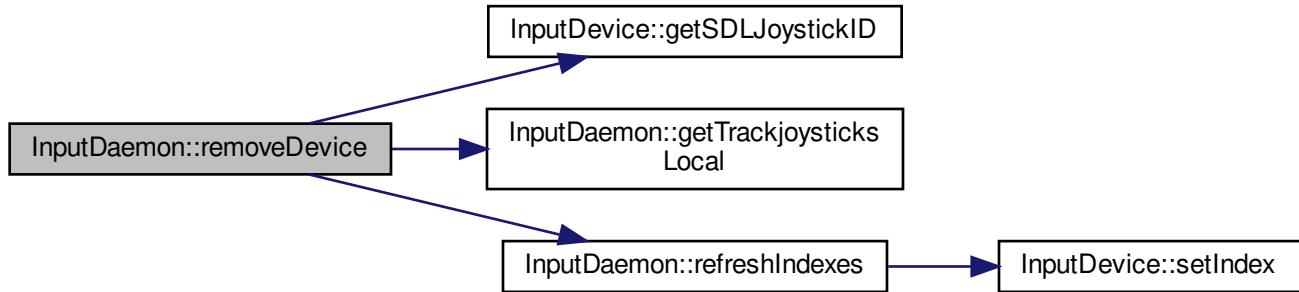 InputDevice::getSDLJoystickID
InputDaemon::removeDevice
InputDaemon::getTrackjoysticks
Local
InputDaemon::refreshIndexes
InputDevice::setIndex